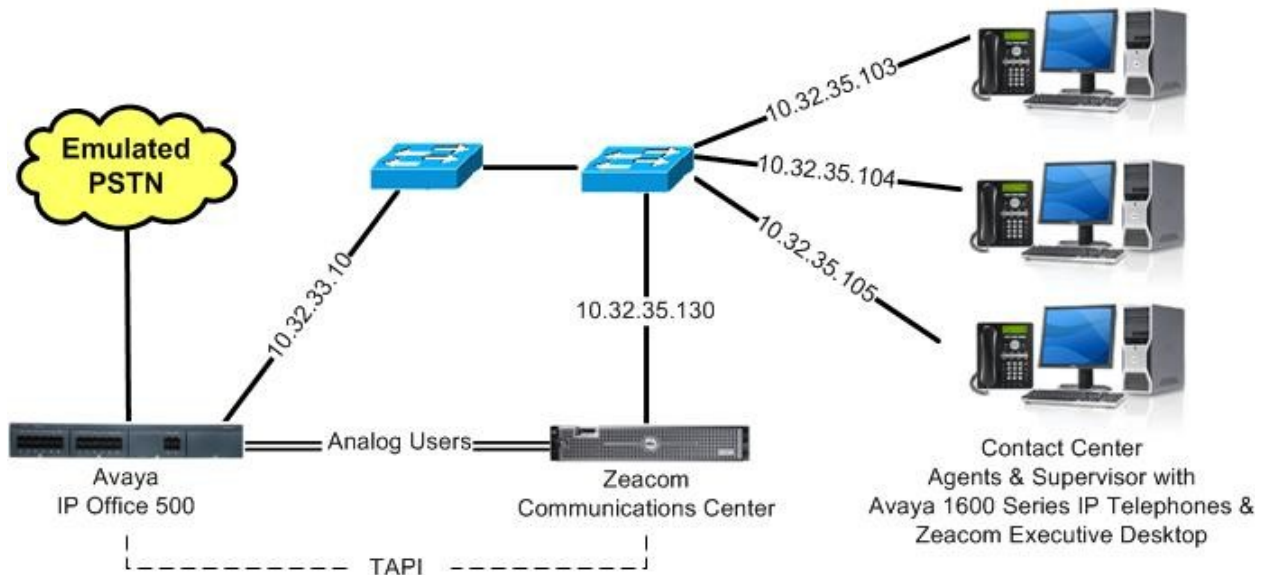 Emulated
PSTN
10.32.33.10
10.32.35.103
10.32.35.104
10.32.35.105
10.32.35.130
Analog Users
Avaya
IP Office 500
Zeacom
Communications Center
TAPI
Contact Center
Agents & Supervisor with
Avaya 1600 Series IP Telephones &
Zeacom Executive Desktop